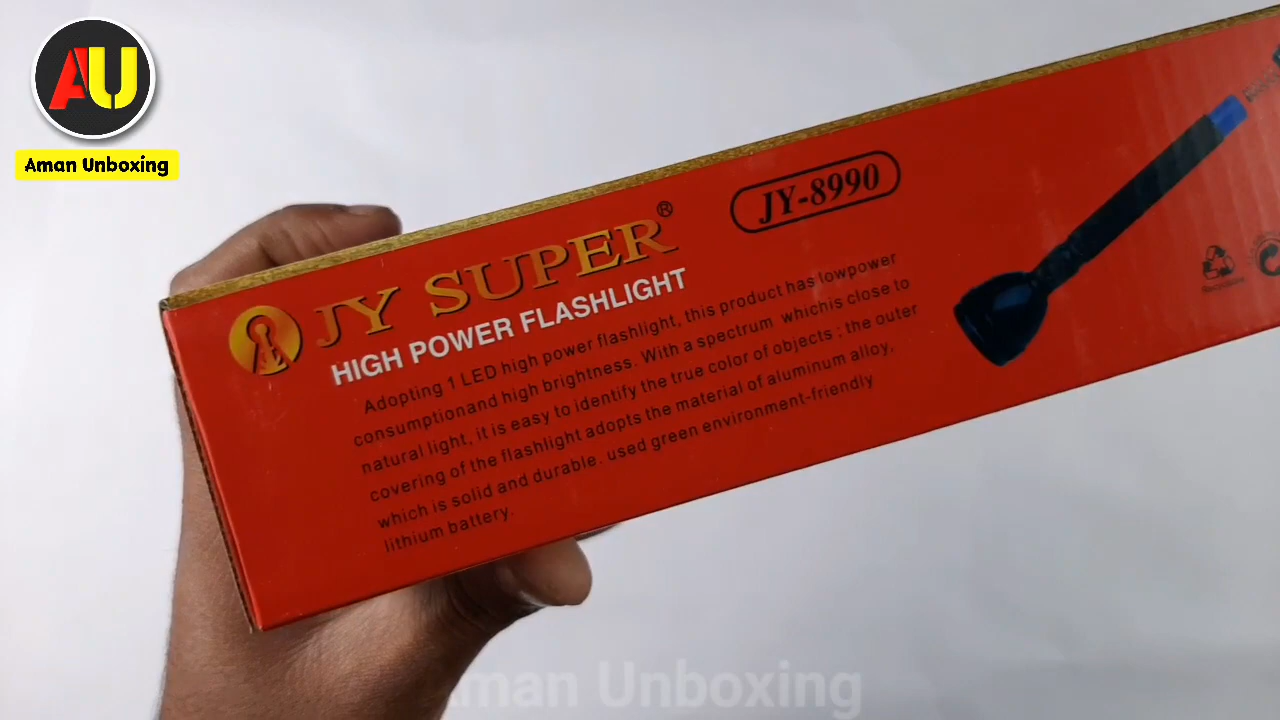 AU
Aman Unboxing
JY SUPER®
JY-8990
HIGH POWER FLASHLIGHT
Adopting 1 LED high power flashlight, this product has lowpower
consumptionand high brightness. With a spectrum whichis close to
natural light, it is easy to identify the true color of objects ; the outer
covering of the flashlight adopts the material of aluminum alloy,
which is solid and durable. used green environment-friendly
lithium battery.
Aman Unboxing